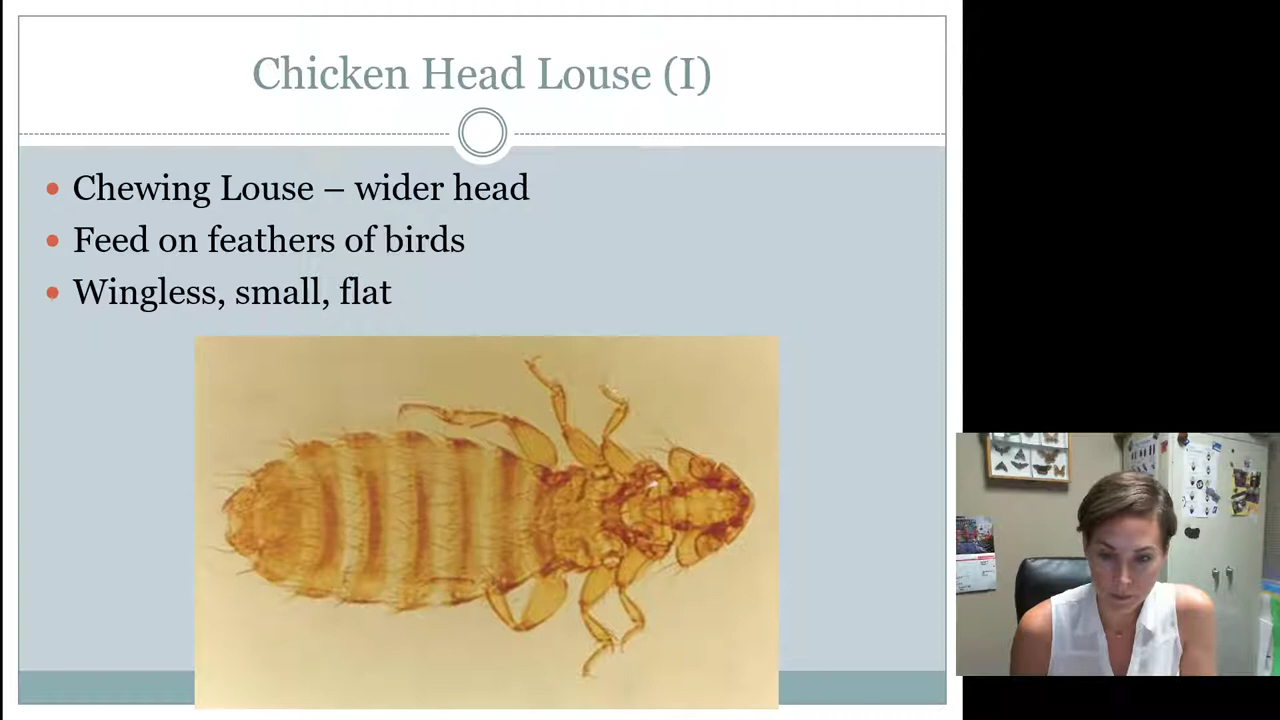 Chicken Head Louse (I)
• Chewing Louse – wider head
• Feed on feathers of birds
• Wingless, small, flat